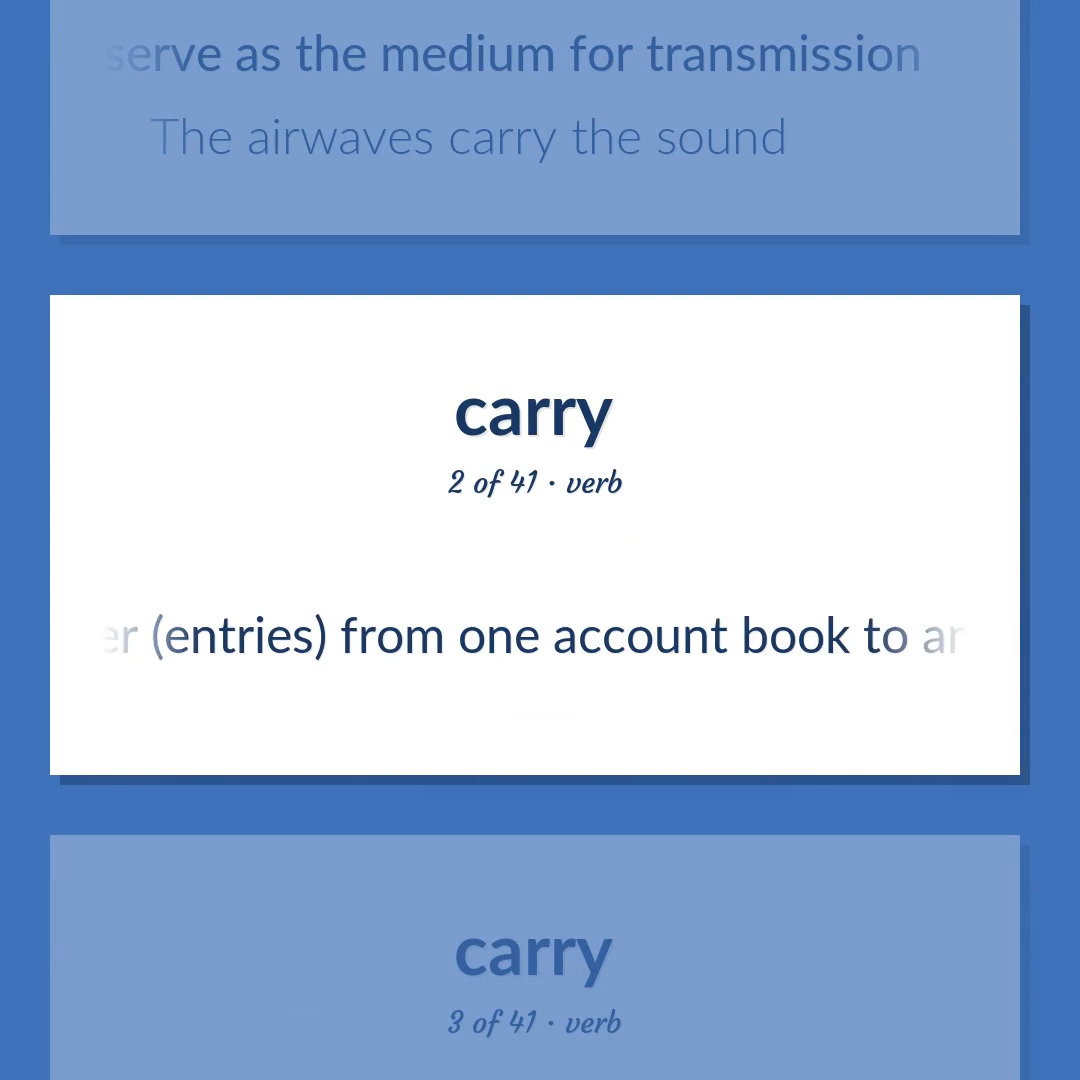 serve as the medium for transmission
The airwaves carry the sound
carry
2 of 41 · verb
(entries) from one account book to
carry
3 of 41 · verb